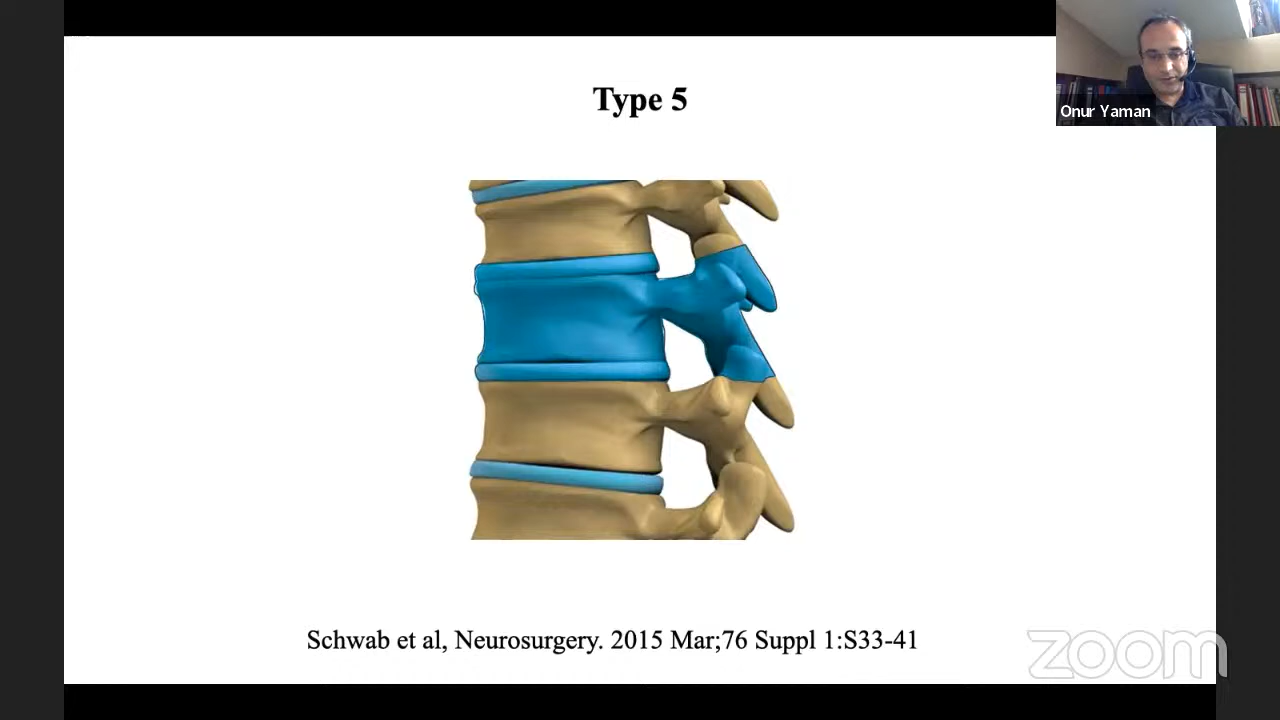 Type 5
Onur Yaman
Schwab et al, Neurosurgery. 2015 Mar;76 Suppl 1:S33-41
zoom